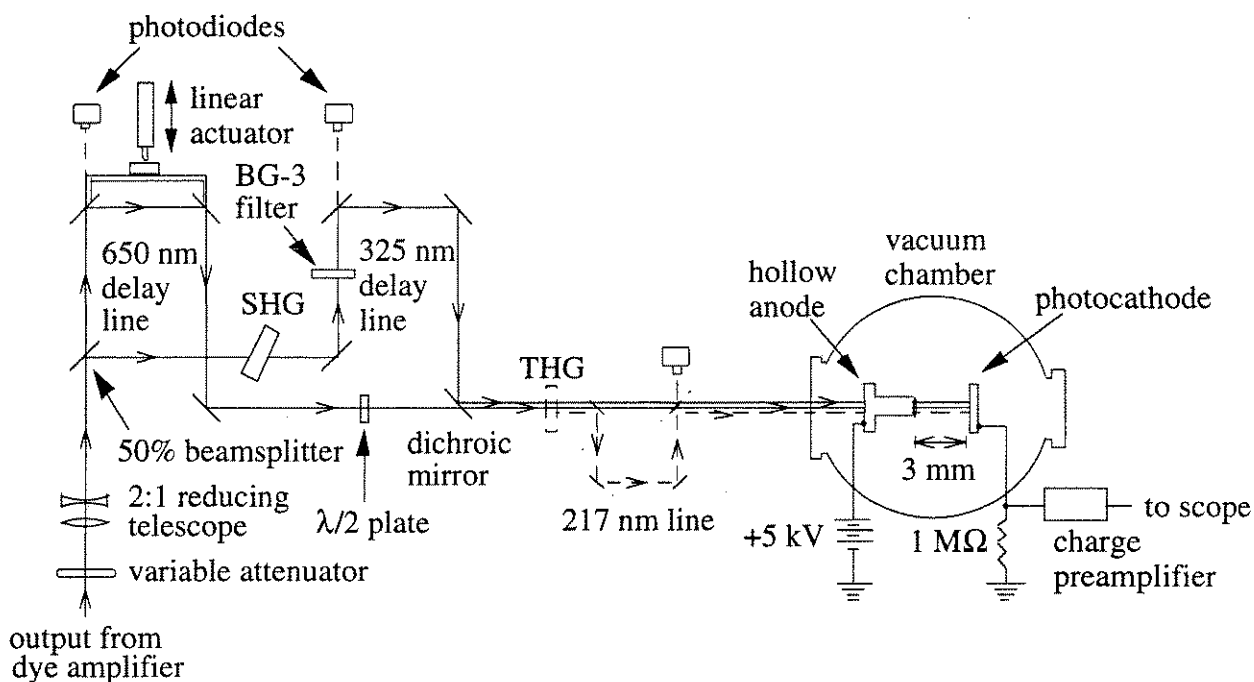 photodiodes
linear
actuator
BG-3
filter
650 nm
delay
line
325 nm
delay
line
SHG
THG
vacuum
chamber
hollow
anode
photocathode
50% beamsplitter
2:1 reducing
telescope
λ/2 plate
dichroic
mirror
217 nm line
3 mm
+5 kV
1 MΩ
to scope
charge
preamplifier
variable attenuator
output from
dye amplifier